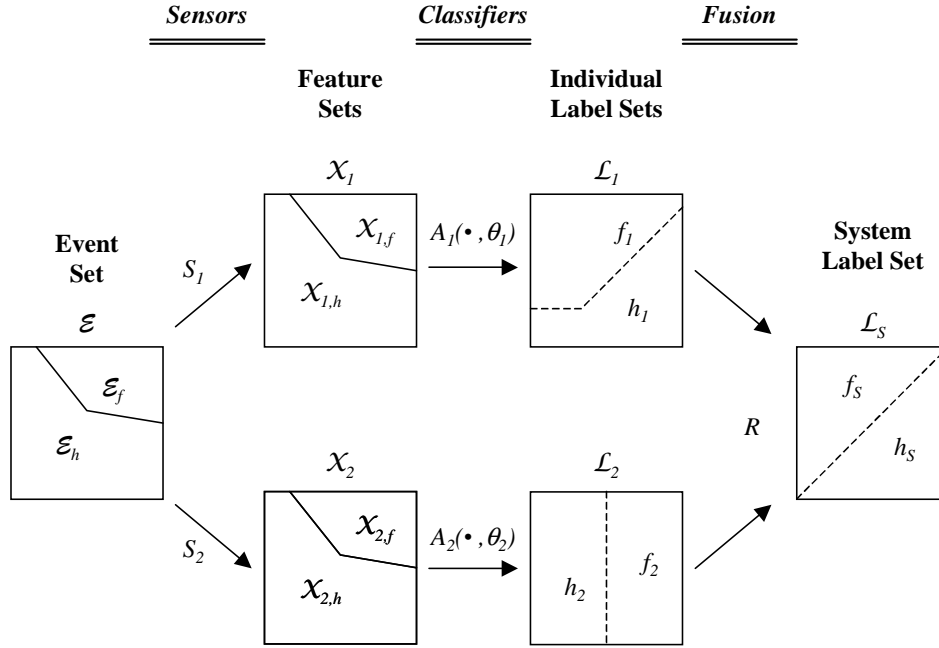 Sensors Classifiers Fusion
Feature Sets
Individual Label Sets
𝒳1 ℒ1
𝒳1,f
𝒳1,h
A1(•, θ1)
f1
h1
Event Set
System Label Set
S1
ℰ
ℰf
ℰh
ℒS
fS
hS
R
S2
𝒳2 ℒ2
𝒳2,f
𝒳2,h
A2(•, θ2)
h2
f2